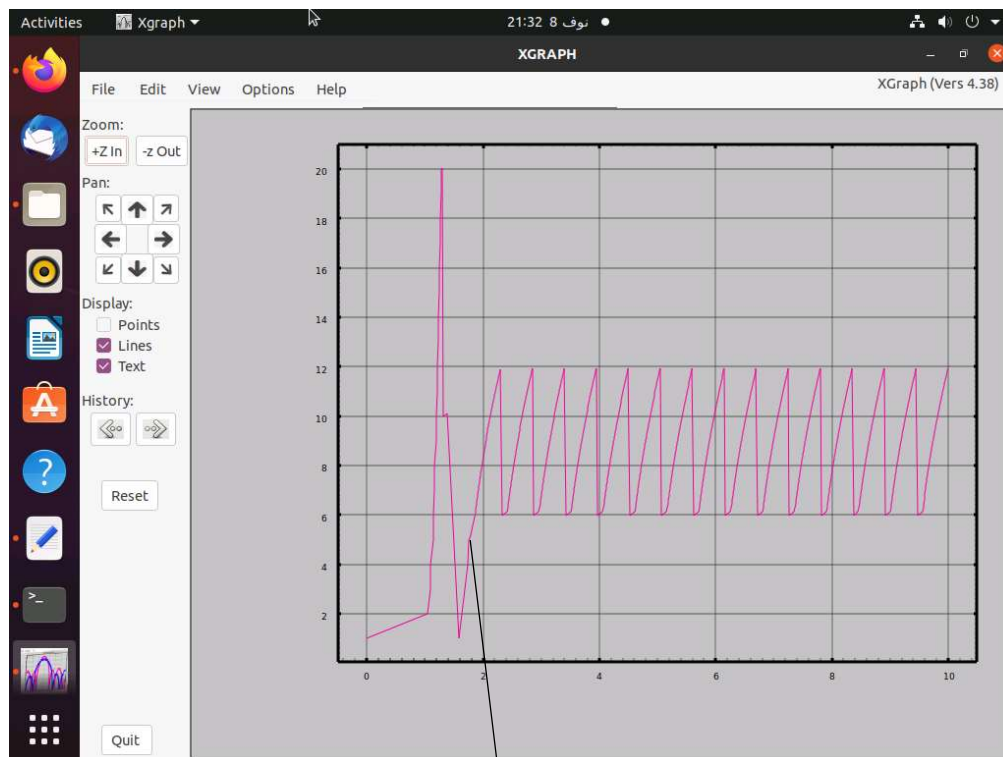 Activities Xgraph 21:32 8 نوف
XGRAPH
File Edit View Options Help XGraph (Vers 4.38)
Zoom:
+Z In -z Out
Pan:
Display:
Points
Lines
Text
History:
Reset
Quit
20
18
16
14
12
10
8
6
4
2
0 2 4 6 8 10